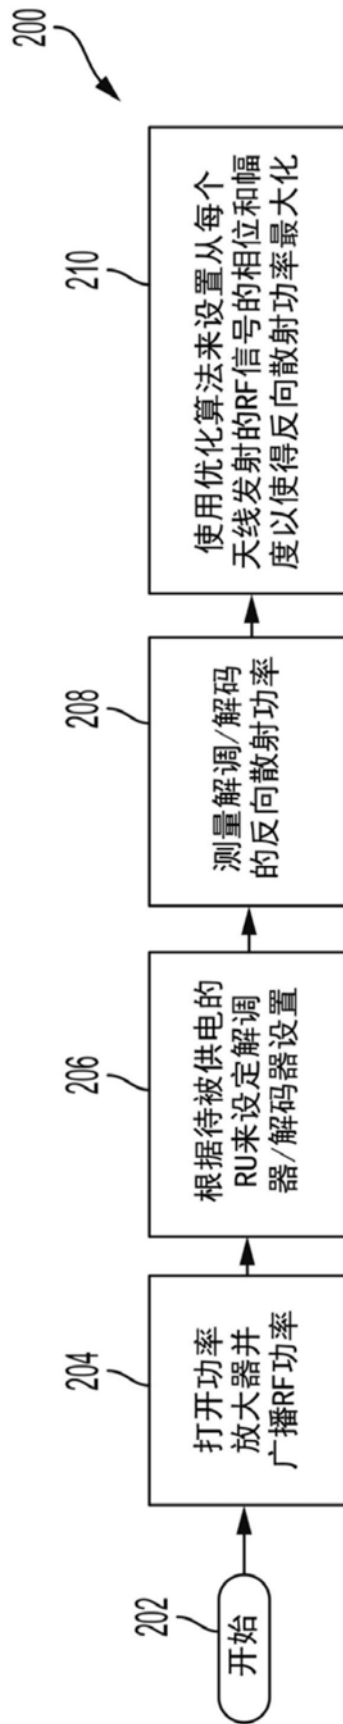 200
202
开始
204
打开功率
放大器并
广播RF功率
206
根据待被供电的
RU来设定解调
器/解码器设置
208
测量解调/解码
的反向散射功率
210
使用优化算法来设置从每个
天线发射的RF信号的相位和幅
度以使得反向散射功率最大化